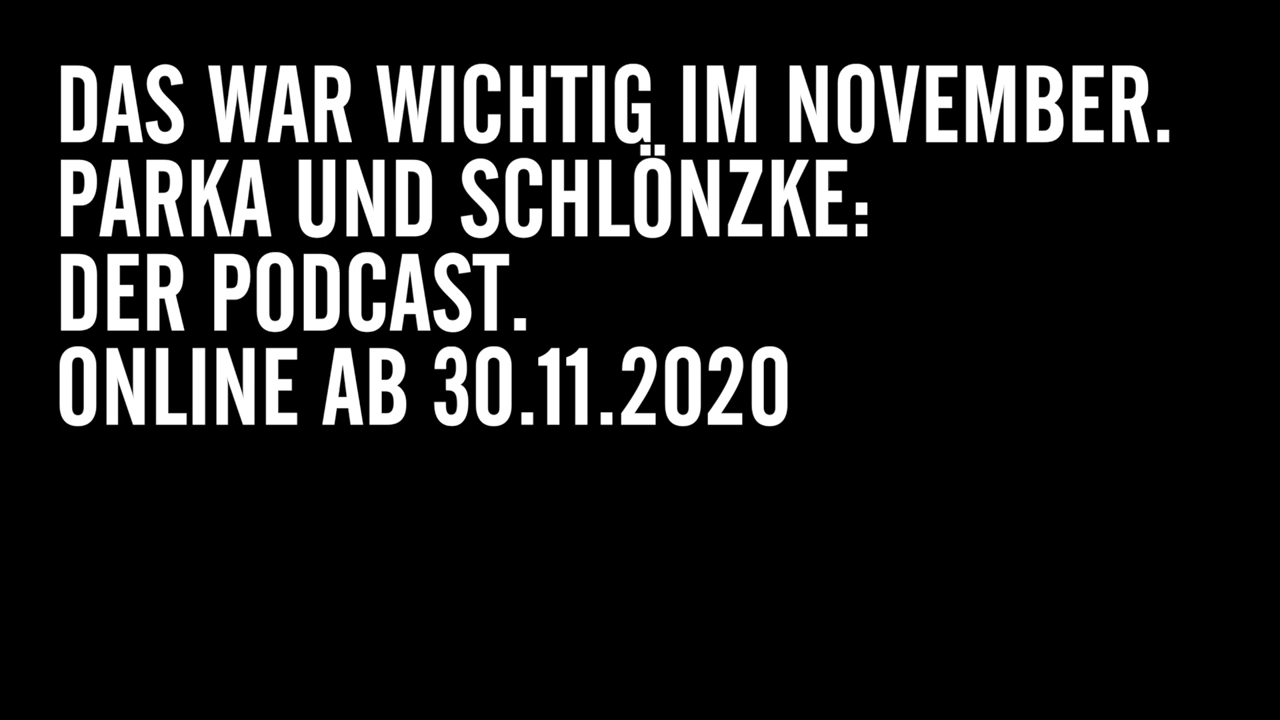 DAS WAR WICHTIG IM NOVEMBER.
PARKA UND SCHLÖNZKE:
DER PODCAST.
ONLINE AB 30.11.2020